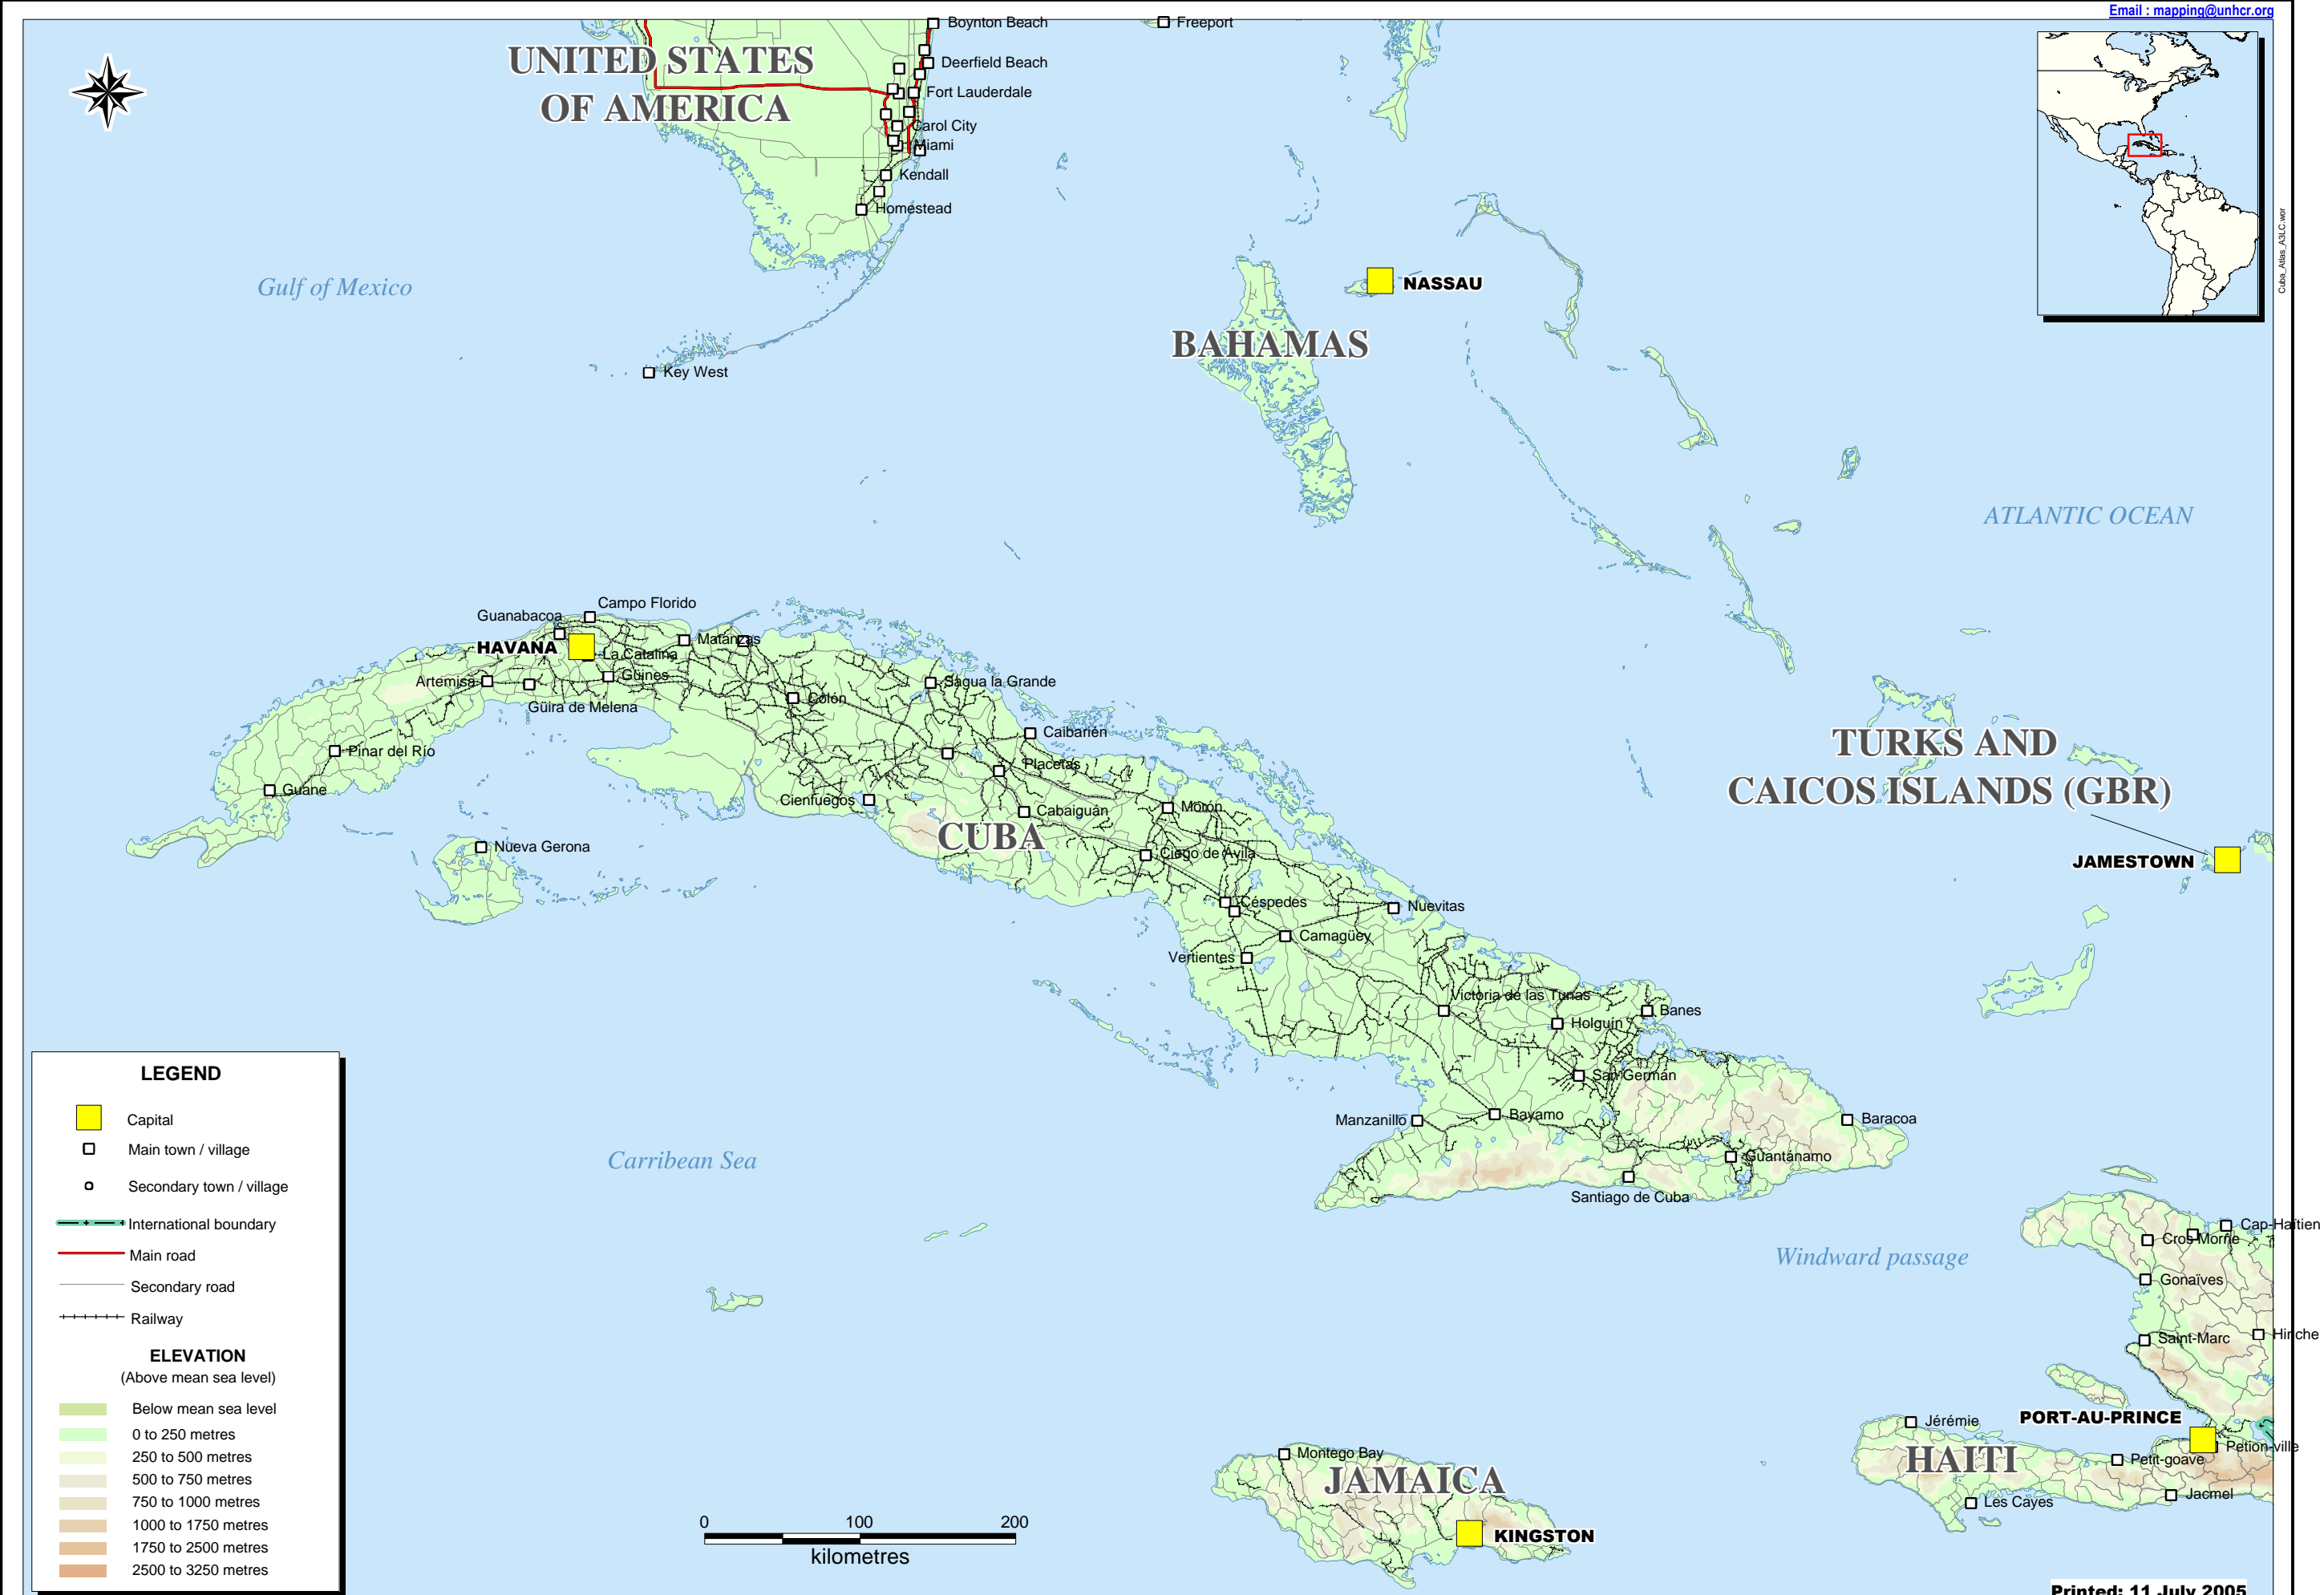 Email : mapping@unhcr.org
Boynton Beach
Freeport
UNITED STATES
OF AMERICA
Deerfield Beach
Fort Lauderdale
Carol City
Miami
Kendall
Homestead
Cuba_Atlas_A3LC.wor
Gulf of Mexico
NASSAU
BAHAMAS
Key West
ATLANTIC OCEAN
Campo Florido
Guanabacoa
HAVANA
Matanzas
La Catalina
Artemisa
Güines
Sagua la Grande
Güira de Melena
Colón
Caibarién
Pinar del Río
Placetas
Guane
Cienfuegos
Cabaiguán
Morón
CUBA
Nueva Gerona
Ciego de Avila
TURKS AND
CAICOS ISLANDS (GBR)
JAMESTOWN
Céspedes
Nuevitas
Camagüey
Vertientes
Victoria de las Tunas
Banes
Holguin
San Germán
Manzanillo
Bayamo
Baracoa
Carribean Sea
Guantánamo
Santiago de Cuba
Windward passage
Cap-Haïtien
Cros Morne
Gonaïves
Saint-Marc
Hinche
PORT-AU-PRINCE
Jérémie
Petion-ville
HAITI
Petit-goave
Les Cayes
Jacmel
Montego Bay
JAMAICA
KINGSTON
LEGEND
Capital
Main town / village
Secondary town / village
International boundary
Main road
Secondary road
Railway
ELEVATION
(Above mean sea level)
Below mean sea level
0 to 250 metres
250 to 500 metres
500 to 750 metres
750 to 1000 metres
1000 to 1750 metres
1750 to 2500 metres
2500 to 3250 metres
0 100 200
kilometres
Printed: 11 July 2005